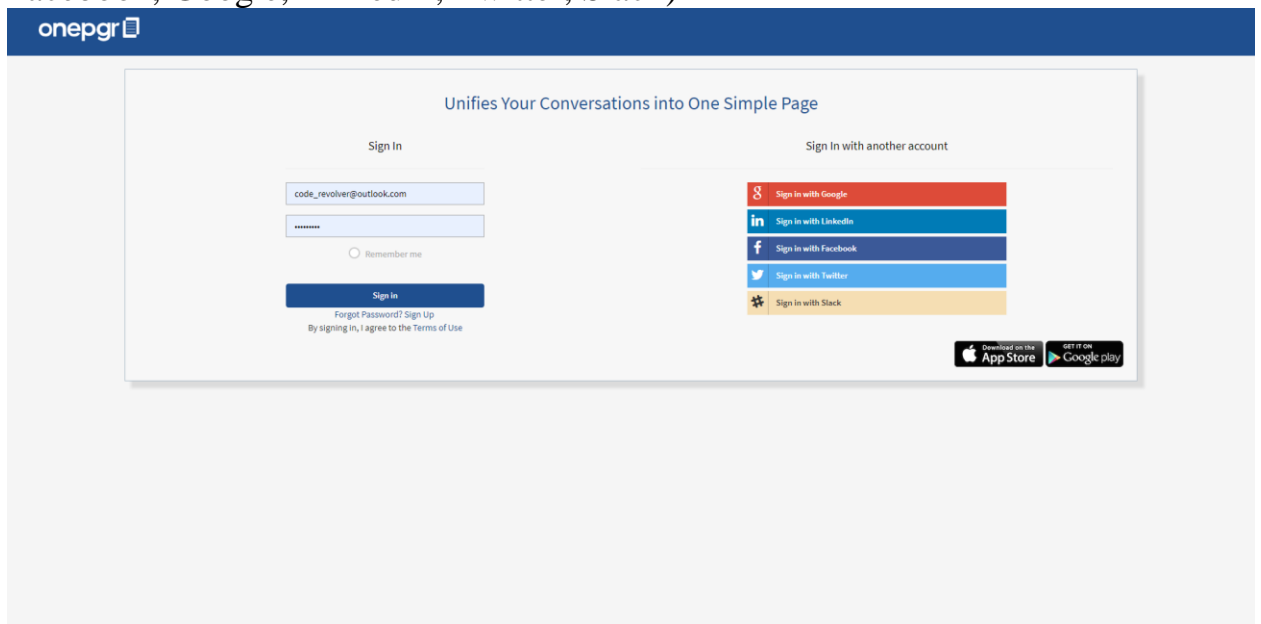 onepgr
Unifies Your Conversations into One Simple Page
Sign In
code_revolver@outlook.com
•••••••••
Remember me
Sign in
Forgot Password? Sign Up
By signing in, I agree to the Terms of Use
Sign In with another account
Sign in with Google
Sign in with LinkedIn
Sign in with Facebook
Sign in with Twitter
Sign in with Slack
Download on the
App Store
GET IT ON
Google play